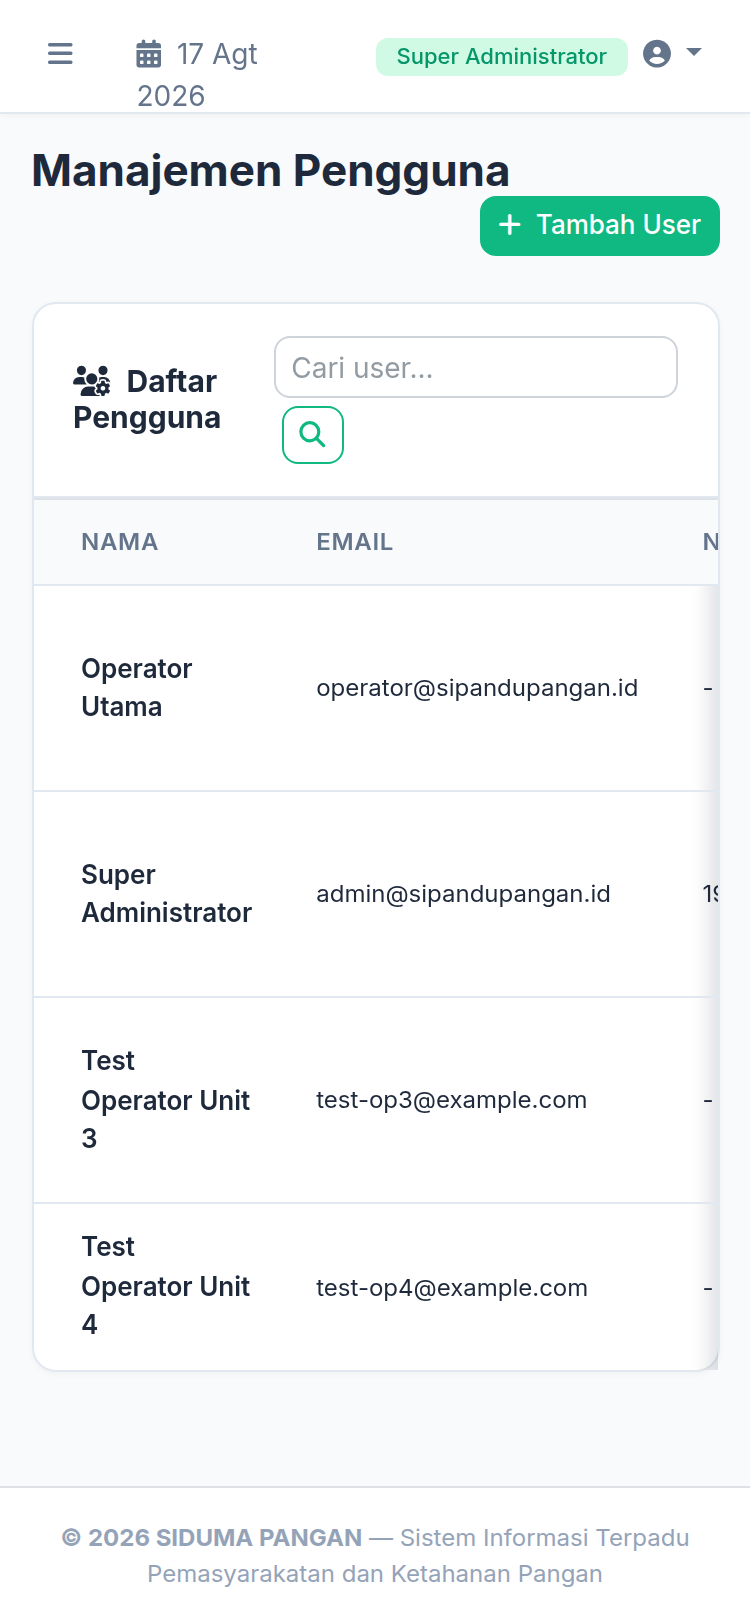 17 Agt
2026
Super Administrator
Manajemen Pengguna
Tambah User
Daftar
Pengguna
Cari user...
NAMA EMAIL
Operator
Utama
operator@sipandupangan.id -
Super
Administrator
admin@sipandupangan.id
Test
Operator Unit
3
test-op3@example.com -
Test
Operator Unit
4
test-op4@example.com -
© 2026 SIDUMA PANGAN — Sistem Informasi Terpadu
Pemasyarakatan dan Ketahanan Pangan